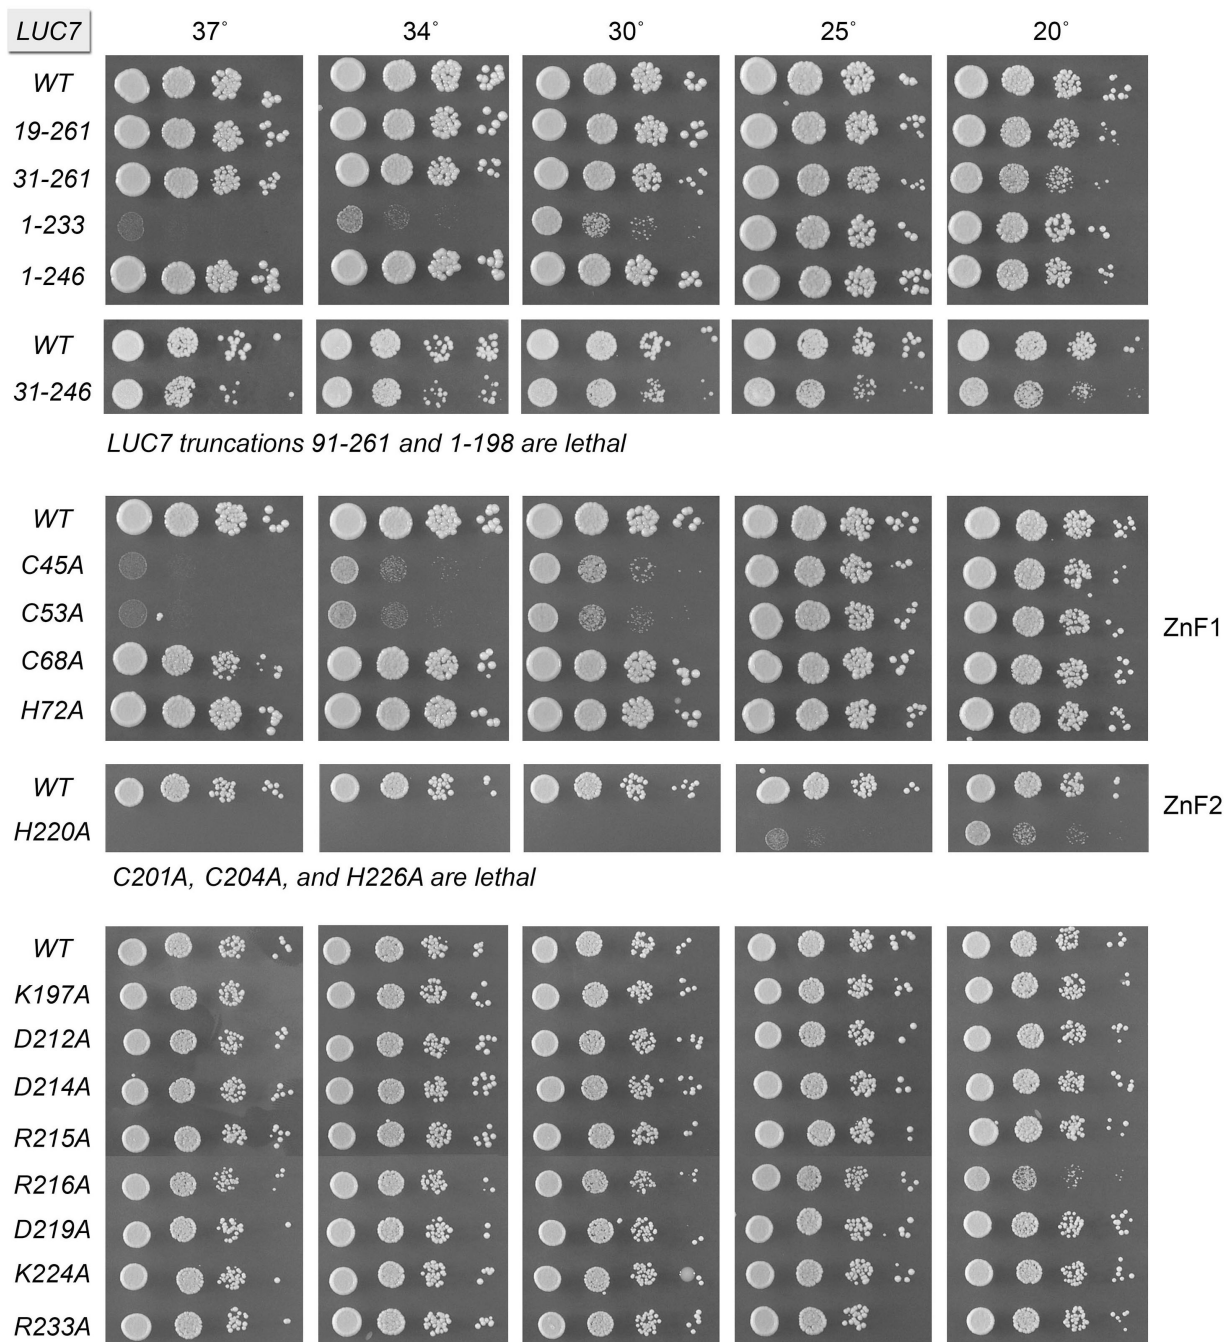 LUC7 37° 34° 30° 25° 20°
WT
19-261
31-261
1-233
1-246
WT
31-246
LUC7 truncations 91-261 and 1-198 are lethal
WT
C45A
C53A
ZnF1
C68A
H72A
WT
ZnF2
H220A
C201A, C204A, and H226A are lethal
WT
K197A
D212A
D214A
R215A
R216A
D219A
K224A
R233A